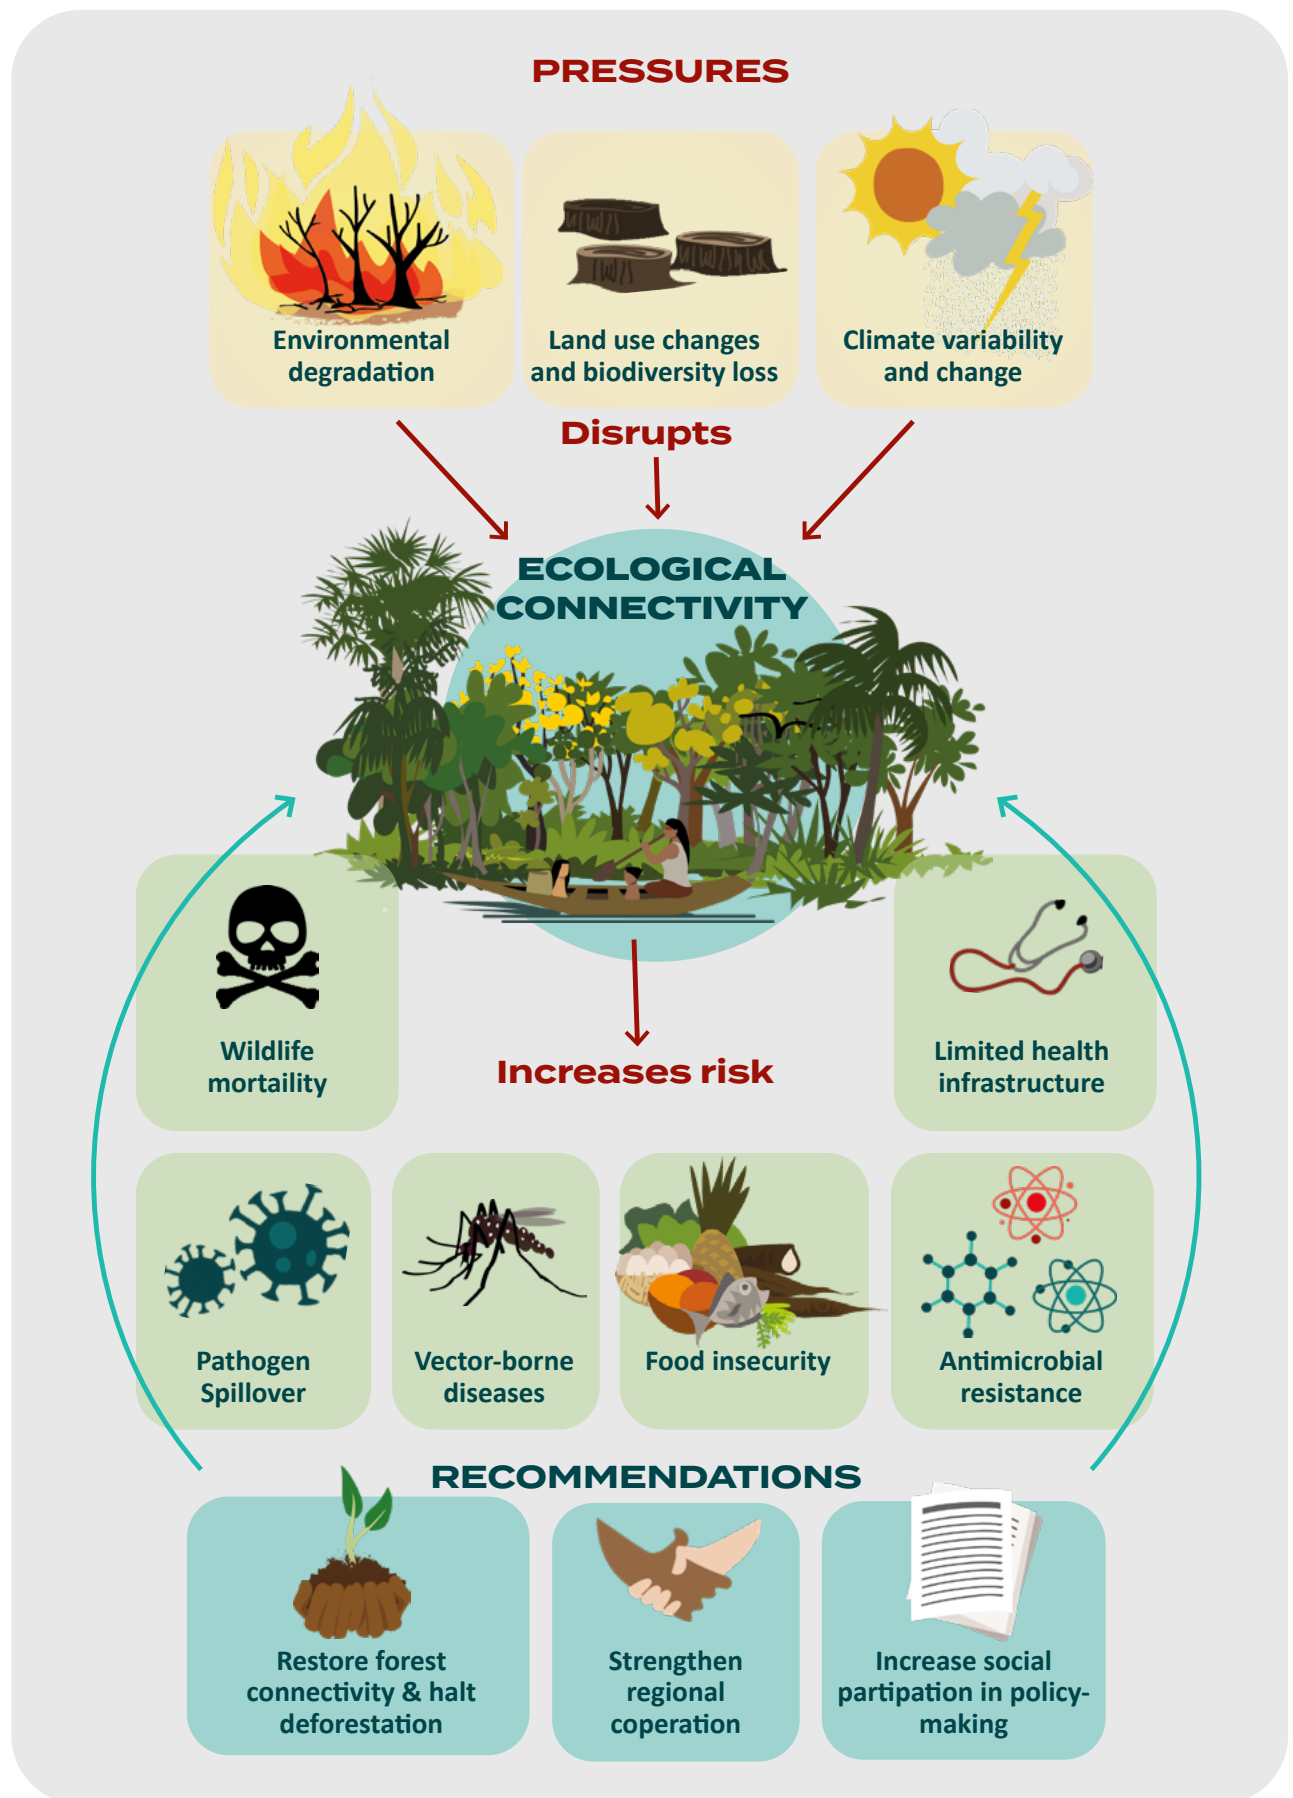 PRESSURES
Environmental
degradation
Land use changes
and biodiversity loss
Climate variability
and change
Disrupts
ECOLOGICAL
CONNECTIVITY
Wildlife
mortaility
Increases risk
Limited health
infrastructure
Pathogen
Spillover
Vector-borne
diseases
Food insecurity
Antimicrobial
resistance
RECOMMENDATIONS
Restore forest
connectivity & halt
deforestation
Strengthen
regional
coperation
Increase social
partipation in policy-
making